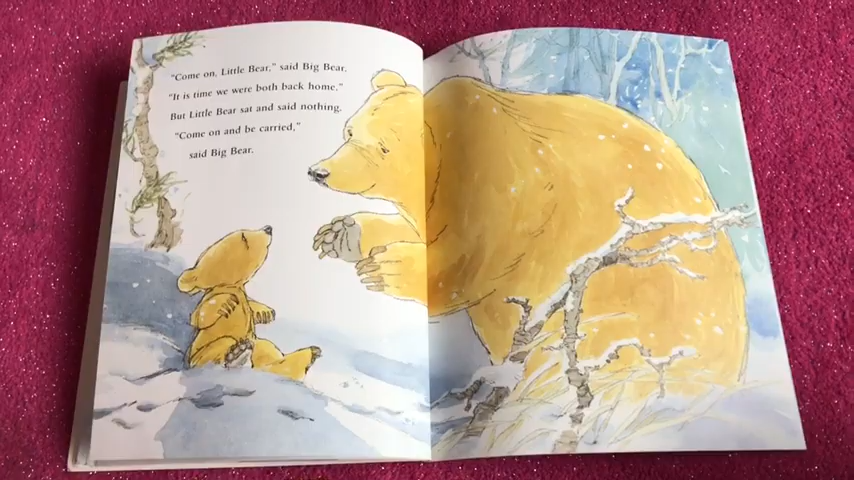 "Come on, Little Bear," said Big Bear.
"It is time we were both back home."
But Little Bear sat and said nothing.
"Come on and be carried,"
said Big Bear.